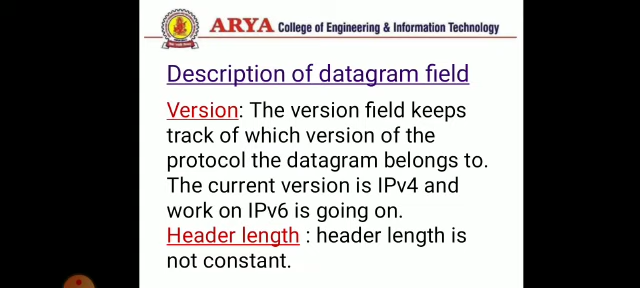 ARYA College of Engineering & Information Technology
Description of datagram field
Version: The version field keeps
track of which version of the
protocol the datagram belongs to.
The current version is IPv4 and
work on IPv6 is going on.
Header length : header length is
not constant.